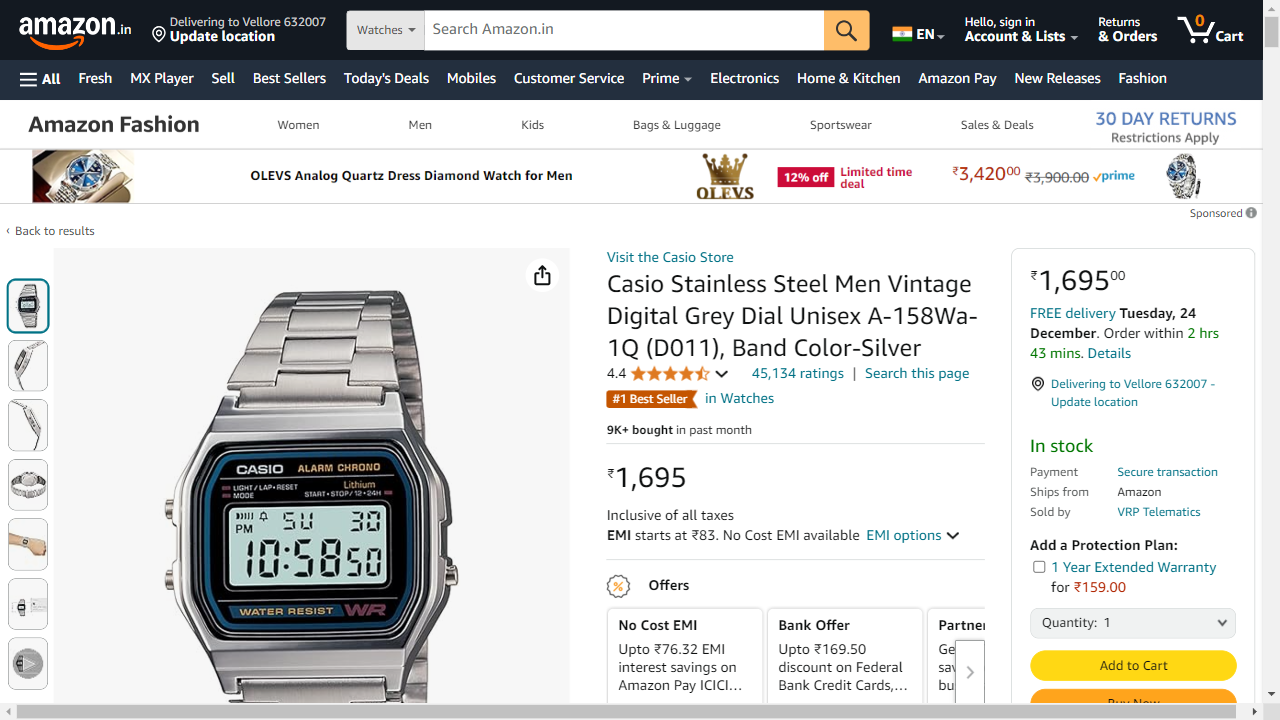 amazon.in
Delivering to Vellore 632007
Update location
Watches
Search Amazon.in
EN
Hello, sign in
Account & Lists
Returns
& Orders
0
Cart
All
Fresh
MX Player
Sell
Best Sellers
Today's Deals
Mobiles
Customer Service
Prime
Electronics
Home & Kitchen
Amazon Pay
New Releases
Fashion
Amazon Fashion
Women
Men
Kids
Bags & Luggage
Sportswear
Sales & Deals
30 DAY RETURNS
Restrictions Apply
OLEVS Analog Quartz Dress Diamond Watch for Men
OLEVS
12% off
Limited time
deal
₹3,42000
₹3,900.00
prime
Sponsored
‹ Back to results
CASIO ALARM CHRONO
LIGHT/LAP•RESET
MODE
Lithium
START•STOP/12•24H
PM
SU 30
10:58 50
WATER RESIST WR
Visit the Casio Store
Casio Stainless Steel Men Vintage
Digital Grey Dial Unisex A-158Wa-
1Q (D011), Band Color-Silver
4.4
45,134 ratings | Search this page
#1 Best Seller in Watches
9K+ bought in past month
₹1,695
Inclusive of all taxes
EMI starts at ₹83. No Cost EMI available EMI options
Offers
No Cost EMI
Upto ₹76.32 EMI
interest savings on
Amazon Pay ICICI…
Bank Offer
Upto ₹169.50
discount on Federal
Bank Credit Cards,…
Partner
Ge
sav
bu
₹1,69500
FREE delivery Tuesday, 24
December. Order within 2 hrs
43 mins. Details
Delivering to Vellore 632007 -
Update location
In stock
Payment Secure transaction
Ships from Amazon
Sold by VRP Telematics
Add a Protection Plan:
1 Year Extended Warranty
for ₹159.00
Quantity: 1
Add to Cart
Buy Now